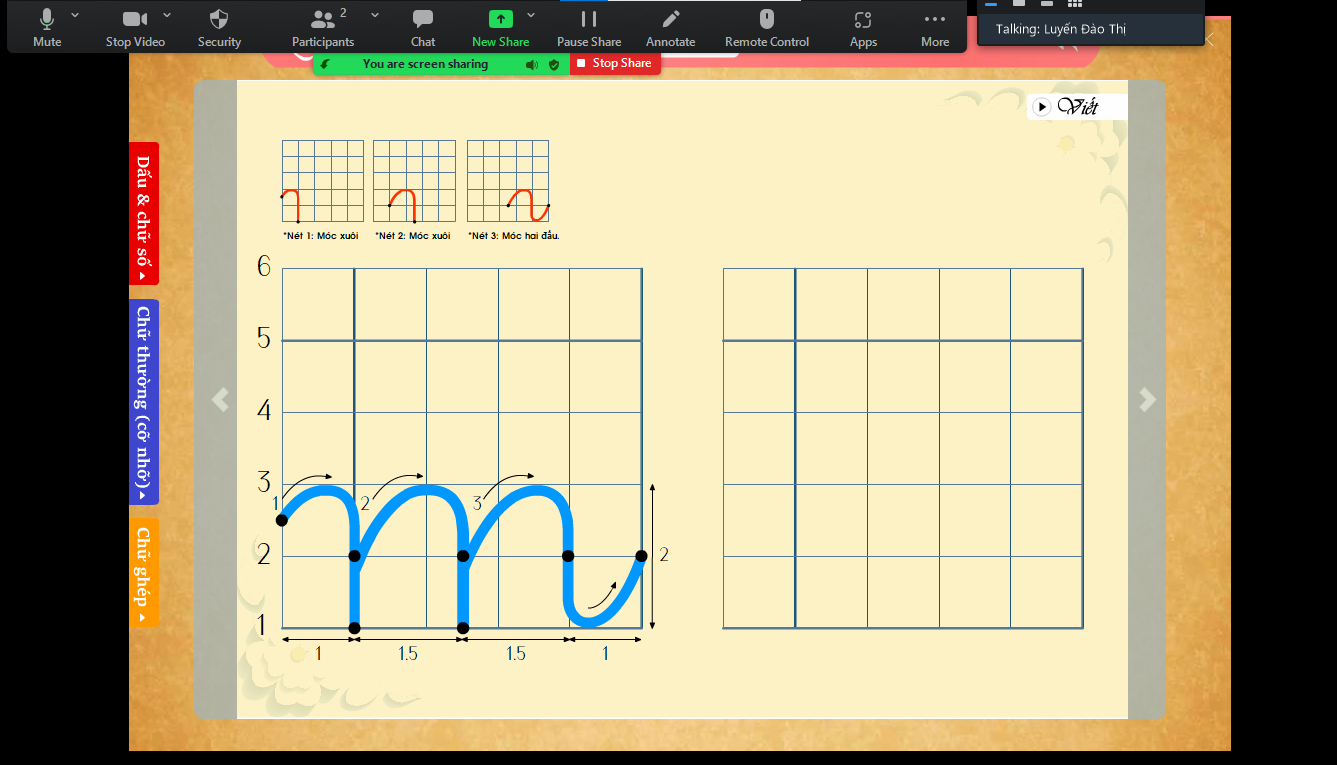 Mute
Stop Video
Security
Participants
2
Chat
New Share
Pause Share
Annotate
Remote Control
Apps
More
Talking: Luyến Đào Thị
You are screen sharing
Stop Share
Viết
Dấu & chữ số
Chữ thường (cỡ nhỡ)
Chữ ghép
*Nét 1: Móc xuôi
*Nét 2: Móc xuôi
*Nét 3: Móc hai đầu.
6
5
4
3
2
1
1
2
3
m
2
1
1.5
1.5
1